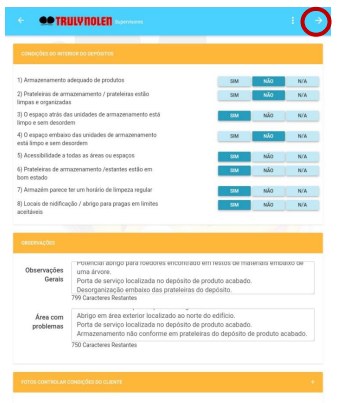 TRULYNOLEN Supervisores
CONDIÇÕES DO INTERIOR DO DEPÓSITOS
1) Armazenamento adequado de produtos SIM NÃO N/A
2) Prateleiras de armazenamento / prateleiras estão
limpas e organizadas SIM NÃO N/A
3) O espaço atrás das unidades de armazenamento está
limpo e sem desordem SIM NÃO N/A
4) O espaço embaixo das unidades de armazenamento
está limpo e sem desordem SIM NÃO N/A
5) Acessibilidade a todas as áreas ou espaços SIM NÃO N/A
6) Prateleiras de armazenamento /estantes estão em
bom estado SIM NÃO N/A
7) Armazém parece ter um horário de limpeza regular SIM NÃO N/A
8) Locais de nidificação / abrigo para pragas em limites
aceitáveis SIM NÃO N/A
OBSERVAÇÕES
Observações
Gerais
Potencial abrigo para roedores encontrado em restos de materiais embaixo de
uma árvore.
Porta de serviço localizada no depósito de produto acabado.
Desorganização embaixo das prateleiras do depósito.
799 Caracteres Restantes
Área com
problemas
Abrigo em área exterior localizado ao norte do edifício.
Porta de serviço localizada no depósito de produto acabado.
Armazenamento não conforme em prateleiras do depósito de produto acabado.
750 Caracteres Restantes
FOTOS CONTROLAR CONDIÇÕES DO CLIENTE +